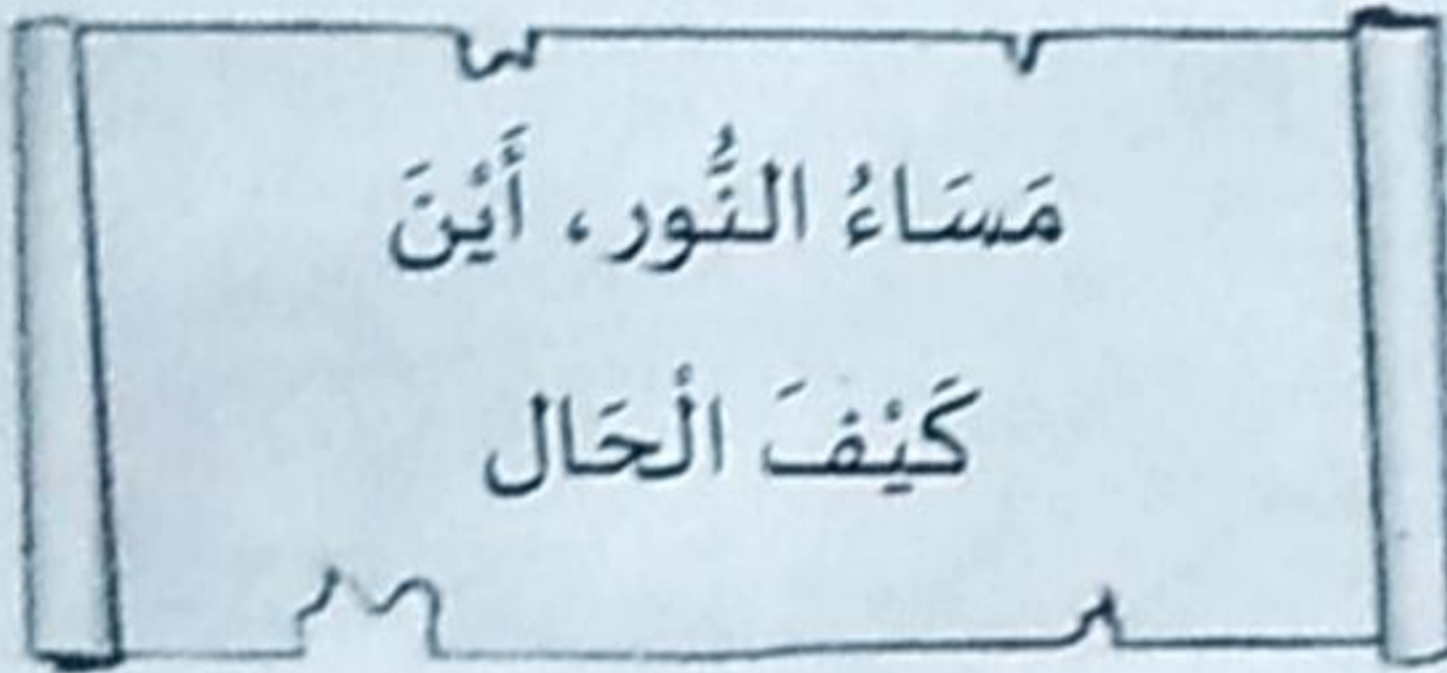 مَسَاءُ النُّور، أَيْنَ
كَيْفَ الْحَال